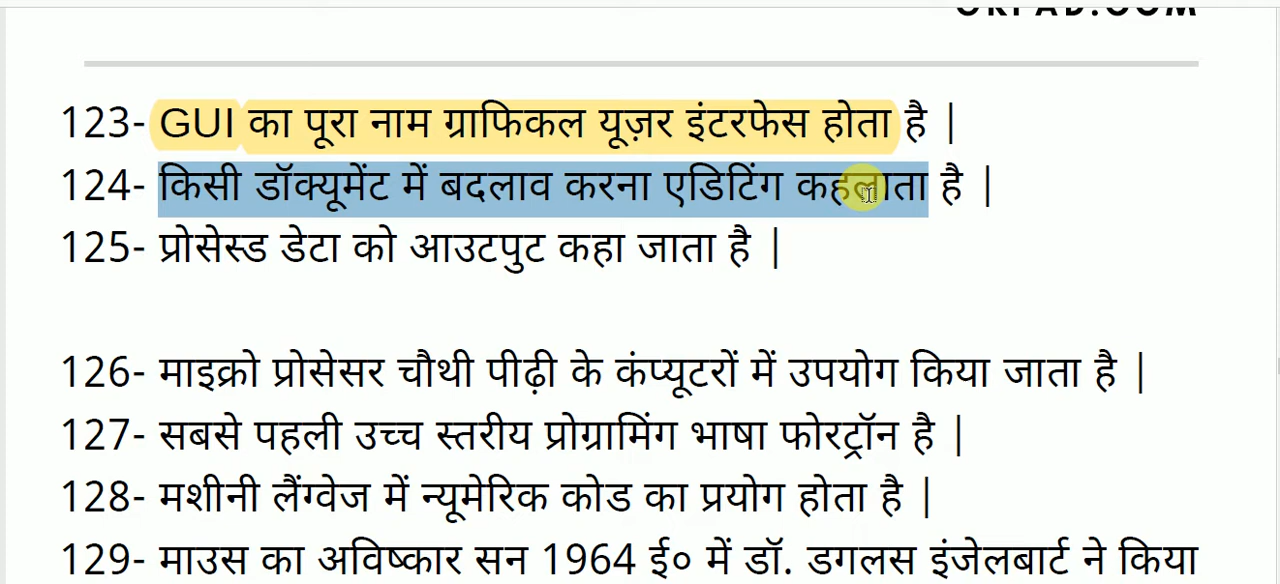 123- GUI का पूरा नाम ग्राफिकल यूज़र इंटरफेस होता है |
124- किसी डॉक्यूमेंट में बदलाव करना एडिटिंग कहलाता है |
125- प्रोसेस्ड डेटा को आउटपुट कहा जाता है |
126- माइक्रो प्रोसेसर चौथी पीढ़ी के कंप्यूटरों में उपयोग किया जाता है |
127- सबसे पहली उच्च स्तरीय प्रोग्रामिंग भाषा फोरट्रॉन है |
128- मशीनी लैंग्वेज में न्यूमेरिक कोड का प्रयोग होता है |
129- माउस का अविष्कार सन 1964 ई० में डॉ. डगलस इंजेलबार्ट ने किया